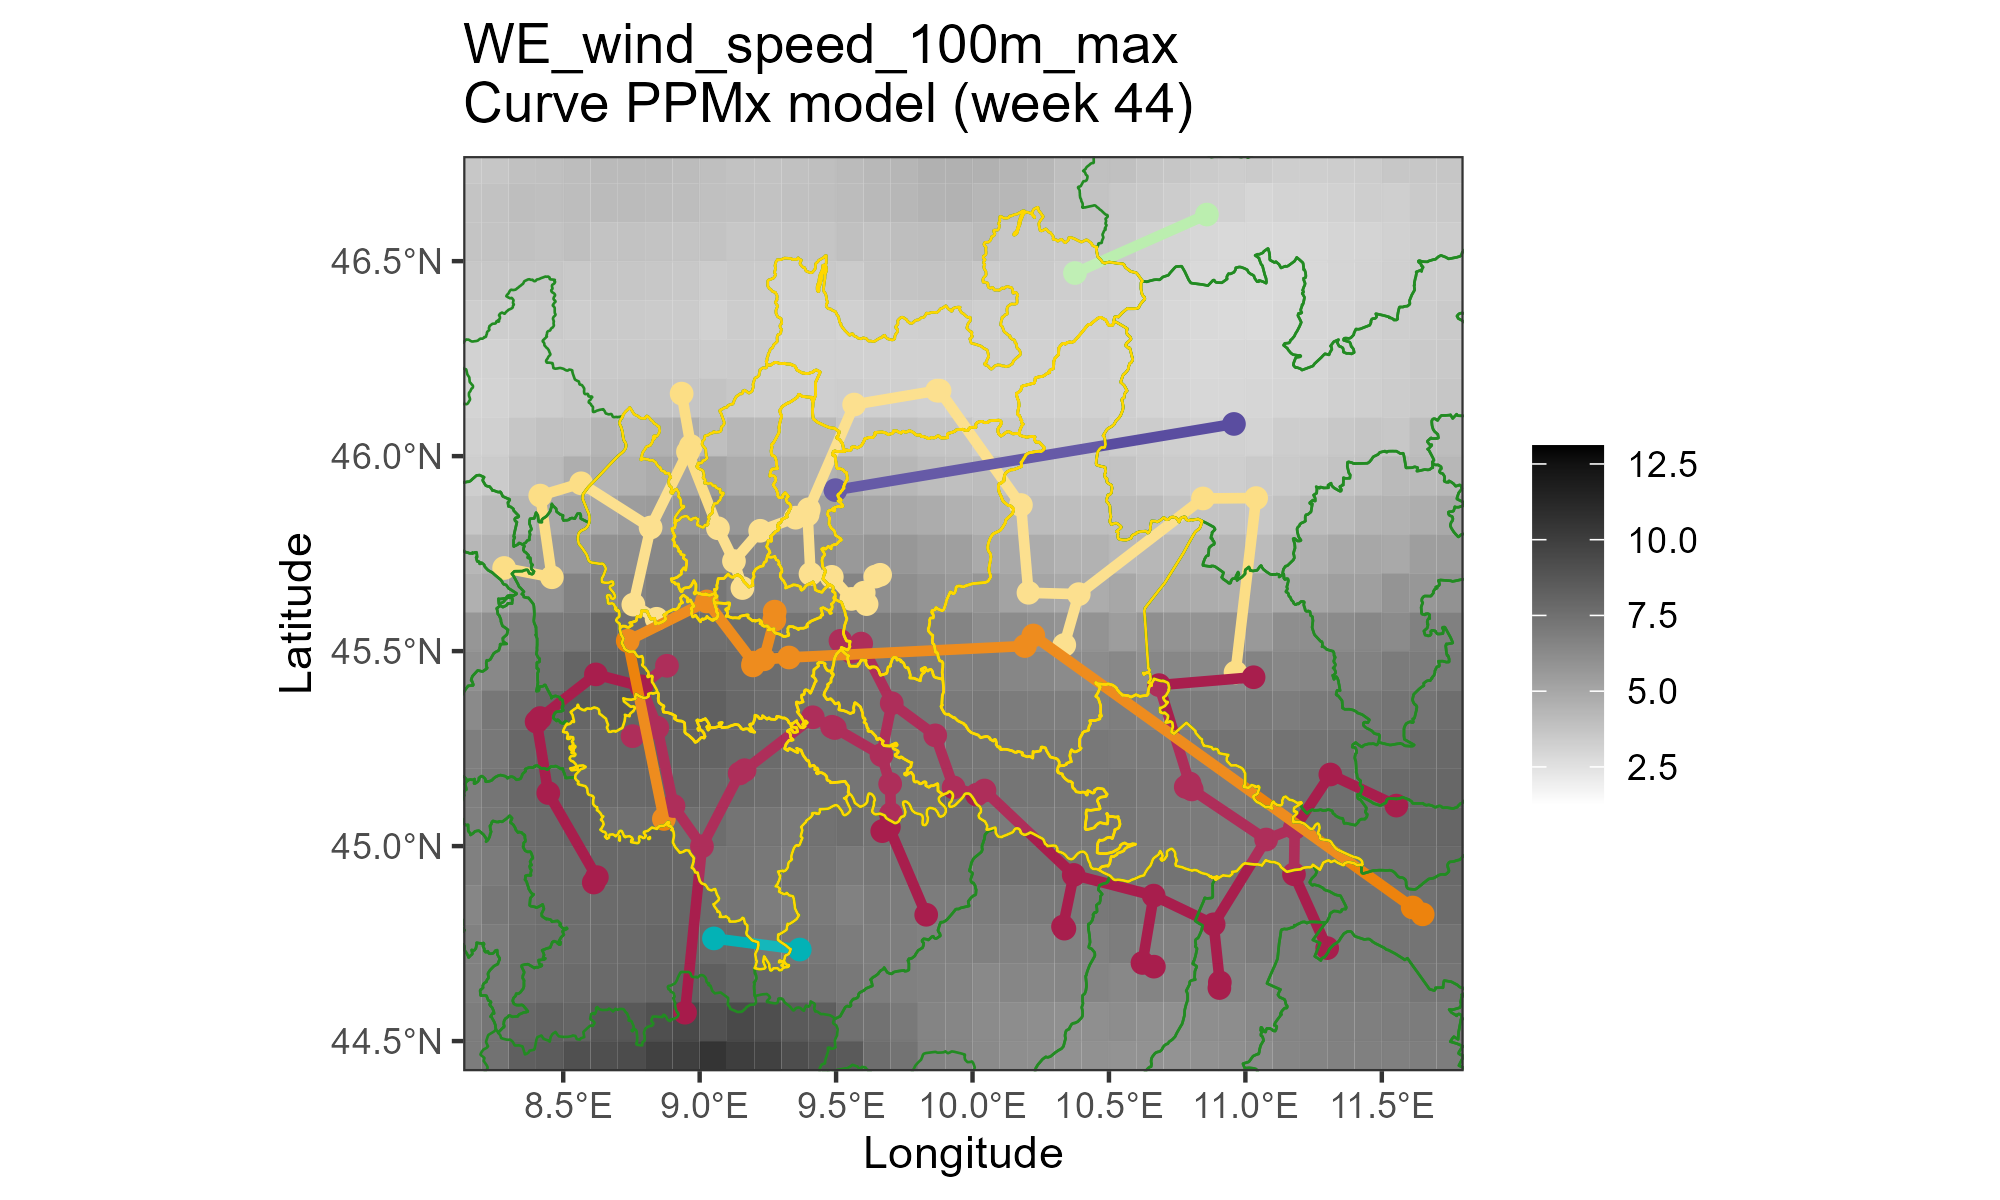 WE_wind_speed_100m_max
Curve PPMx model (week 44)
46.5°N
46.0°N
45.5°N
45.0°N
44.5°N
Latitude
8.5°E
9.0°E
9.5°E
10.0°E
10.5°E
11.0°E
11.5°E
Longitude
12.5
10.0
7.5
5.0
2.5